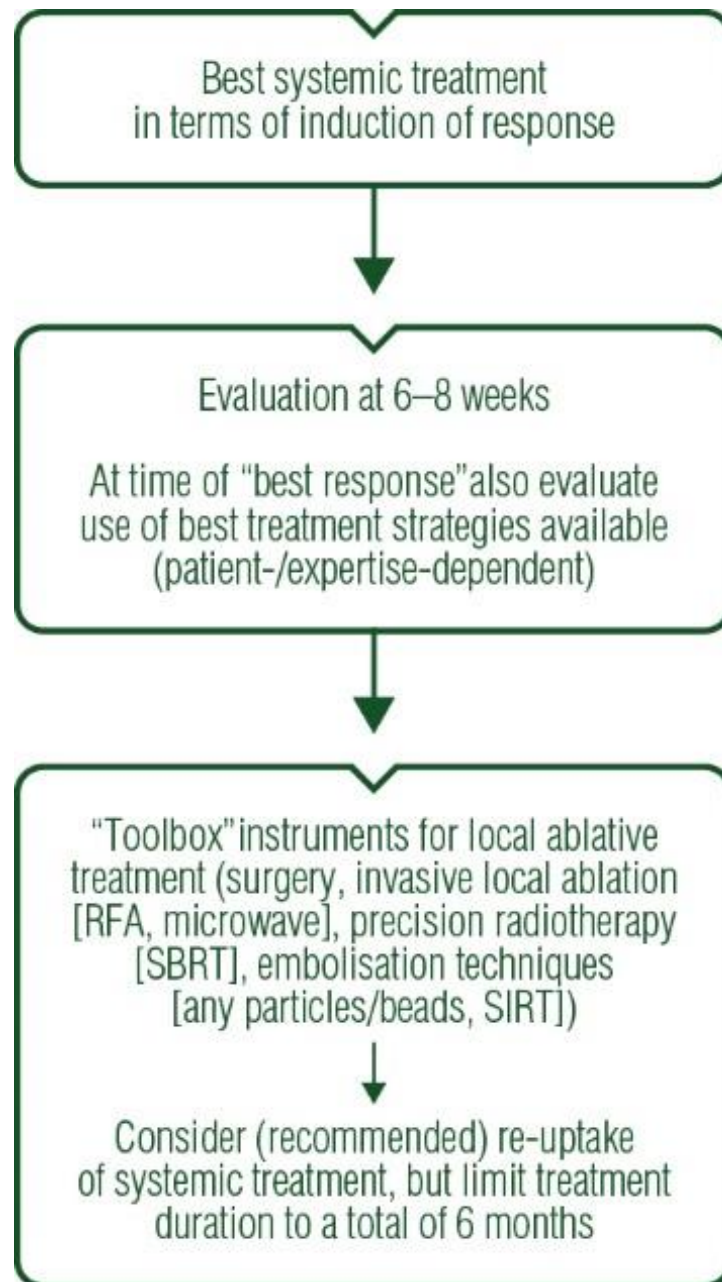 Best systemic treatment
in terms of induction of response
Evaluation at 6–8 weeks
At time of “best response”also evaluate
use of best treatment strategies available
(patient-/expertise-dependent)
“Toolbox”instruments for local ablative
treatment (surgery, invasive local ablation
[RFA, microwave], precision radiotherapy
[SBRT], embolisation techniques
[any particles/beads, SIRT])
Consider (recommended) re-uptake
of systemic treatment, but limit treatment
duration to a total of 6 months